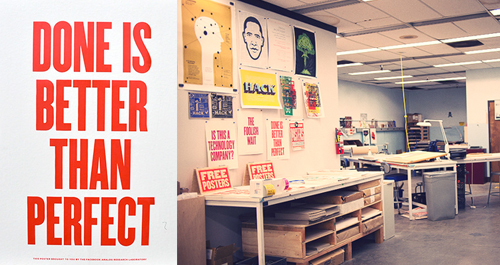 DONE IS
BETTER
THAN
PERFECT
HACK
IS THIS A
TECHNOLOGY
COMPANY?
THE
FOOLISH
WAIT
DONE IS
BETTER
THAN
PERFECT
FREE
POSTERS
FREE
POSTERS